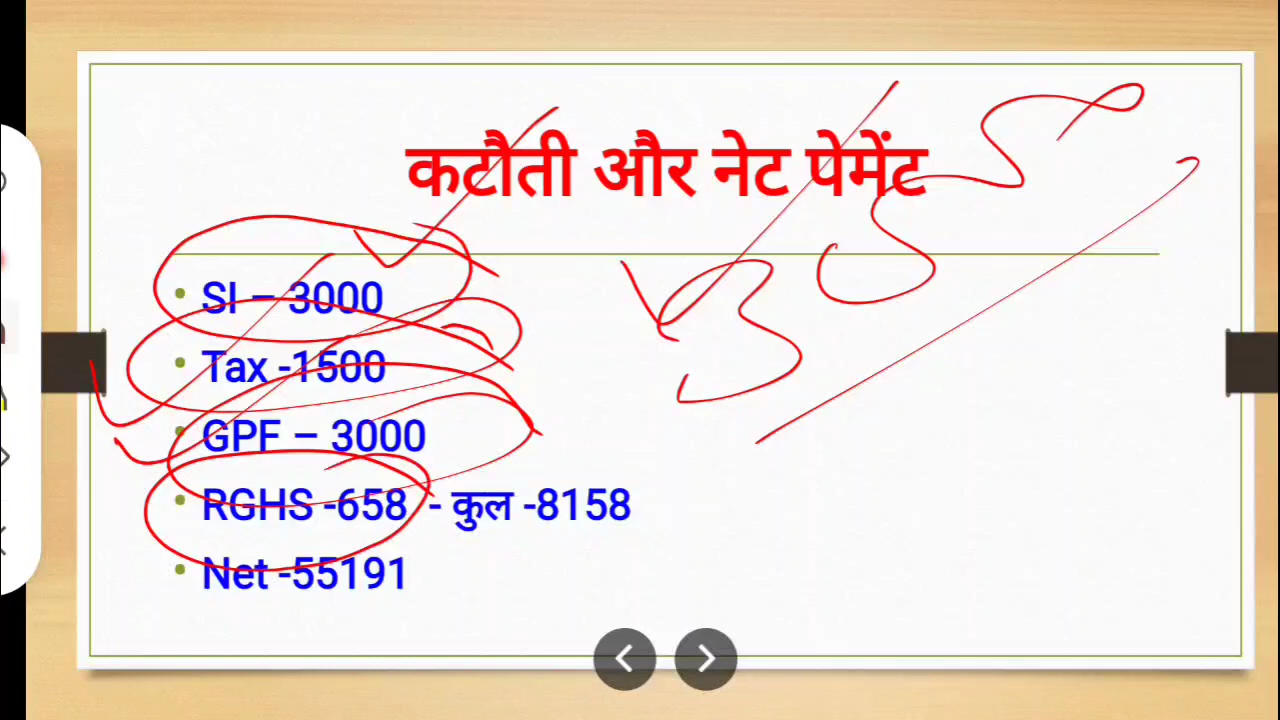 कटौती और नेट पेमेंट
• SI – 3000
• Tax -1500
• GPF – 3000
• RGHS -658 - कुल -8158
• Net -55191